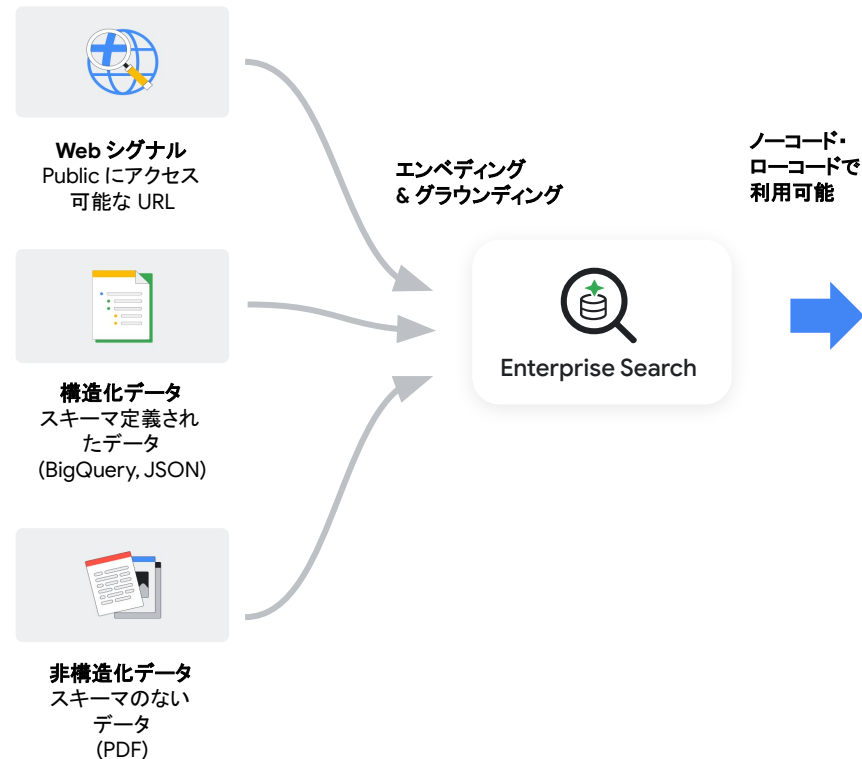 Web シグナル
Public にアクセス
可能な URL
構造化データ
スキーマ定義され
たデータ
(BigQuery, JSON)
非構造化データ
スキーマのない
データ
(PDF)
エンベディング
& グラウンディング
Enterprise Search
ノーコード・
ローコードで
利用可能